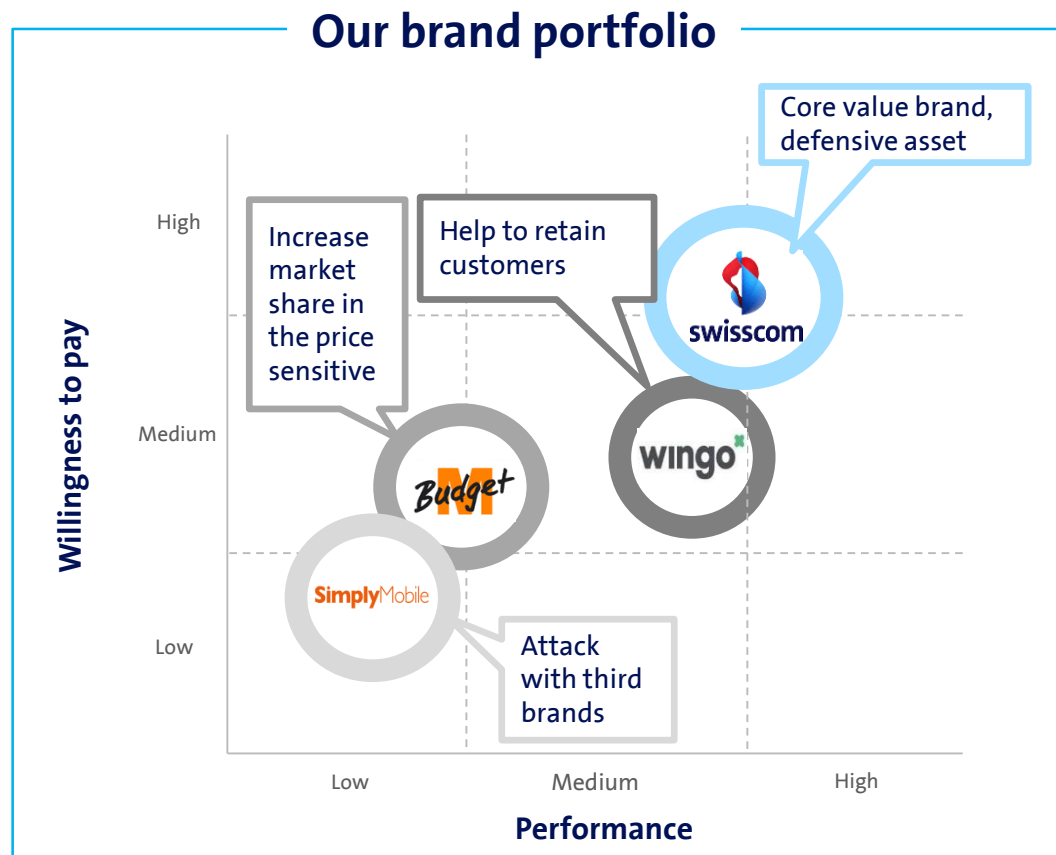 Our brand portfolio
Core value brand,
defensive asset
High
Increase
market
share in
the price
sensitive
Help to retain
customers
swisscom
Willingness to pay
Medium
wingo
M
Budget
SimplyMobile
Low
Attack
with third
brands
Low
Medium
High
Performance